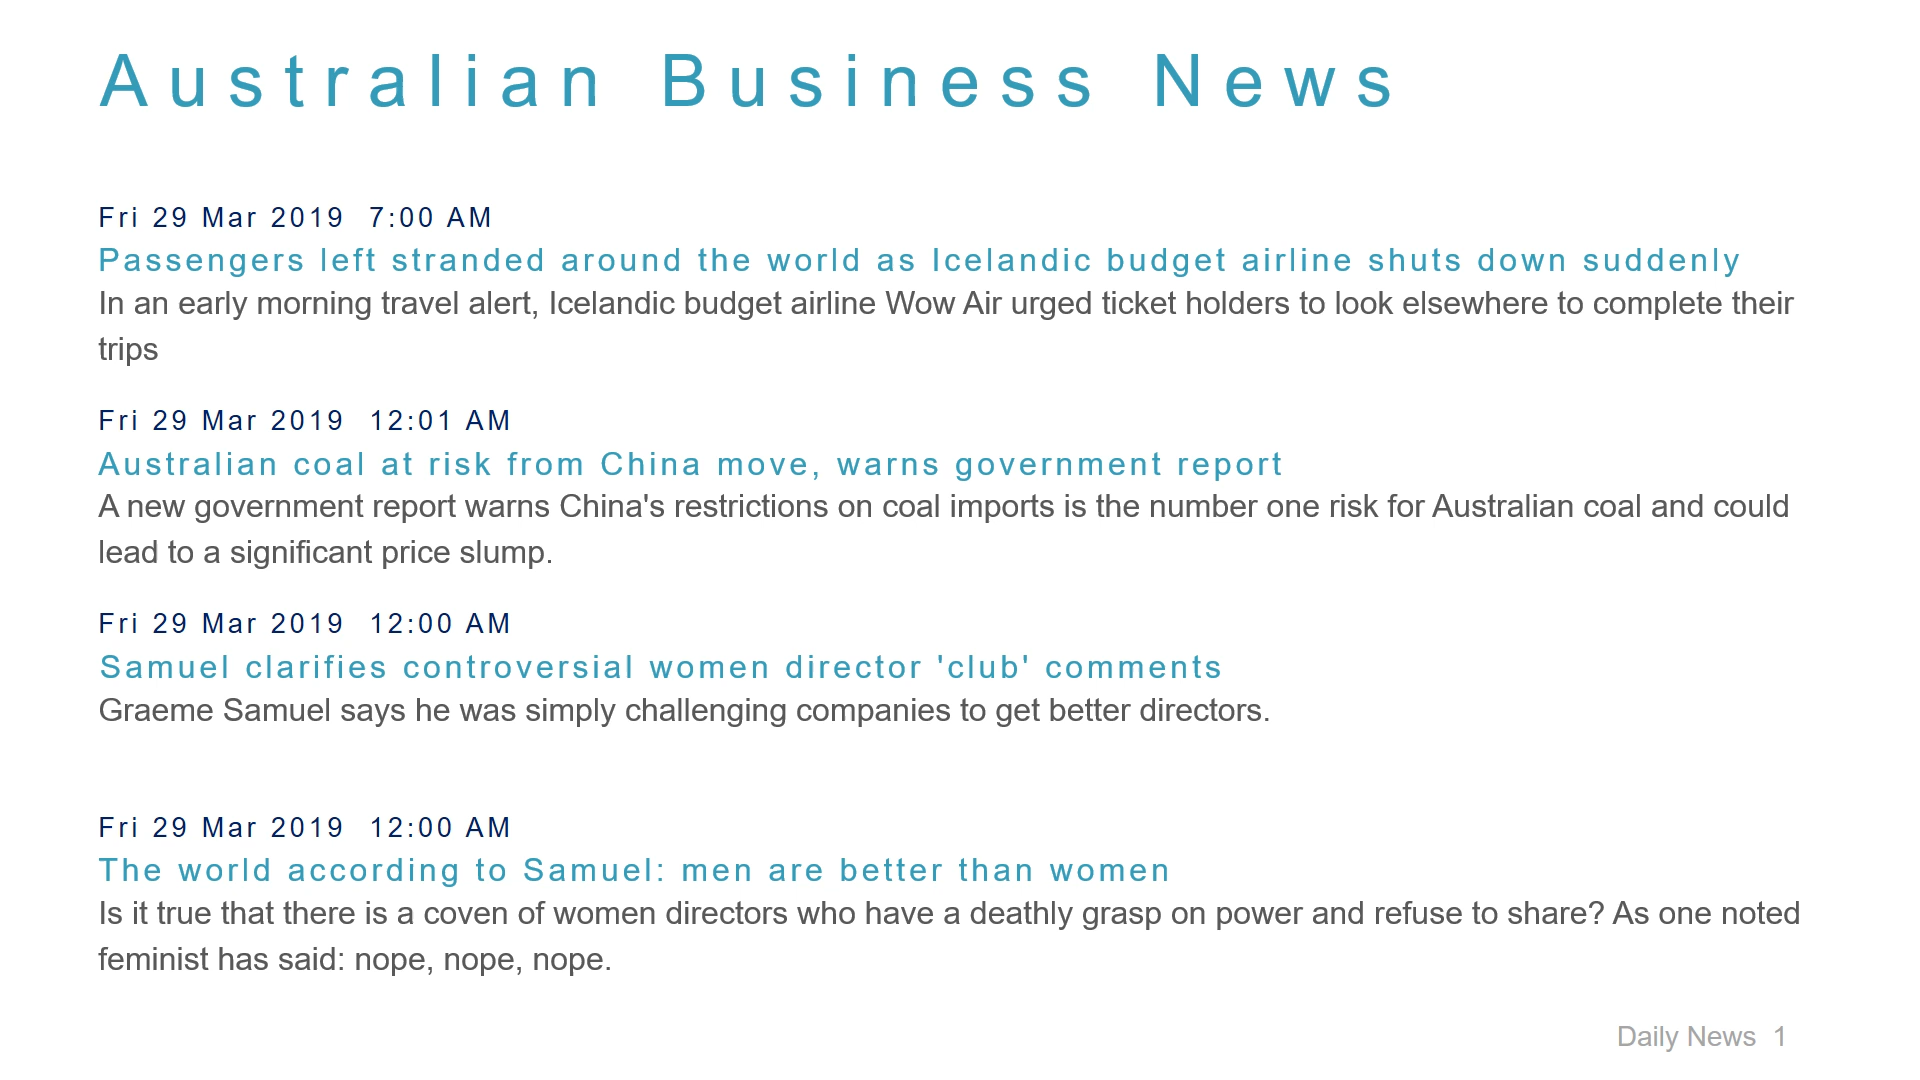 Australian Business News
Fri 29 Mar 2019  7:00 AM
Passengers left stranded around the world as Icelandic budget airline shuts down suddenly
In an early morning travel alert, Icelandic budget airline Wow Air urged ticket holders to look elsewhere to complete their
trips
Fri 29 Mar 2019  12:01 AM
Australian coal at risk from China move, warns government report
A new government report warns China's restrictions on coal imports is the number one risk for Australian coal and could
lead to a significant price slump.
Fri 29 Mar 2019  12:00 AM
Samuel clarifies controversial women director 'club' comments
Graeme Samuel says he was simply challenging companies to get better directors.
Fri 29 Mar 2019  12:00 AM
The world according to Samuel: men are better than women
Is it true that there is a coven of women directors who have a deathly grasp on power and refuse to share? As one noted
feminist has said: nope, nope, nope.
Daily News  1